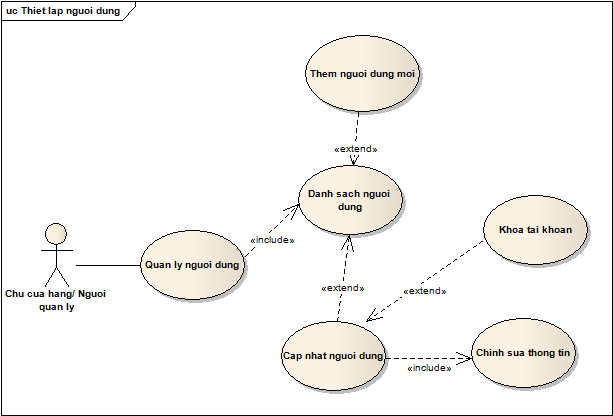 uc Thiet lap nguoi dung
Them nguoi dung moi
«extend»
Danh sach nguoi
dung
Khoa tai khoan
«include»
Quan ly nguoi dung
Chu cua hang/ Nguoi
quan ly
«extend»
«extend»
Cap nhat nguoi dung
Chinh sua thong tin
«include»